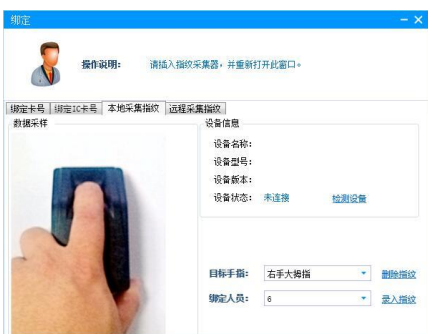 绑定
操作说明： 请插入指纹采集器，并重新打开此窗口。
绑定卡号 绑定IC卡号 本地采集指纹 远程采集指纹
数据采样
设备信息
设备名称：
设备型号：
设备版本：
设备状态： 未连接 检测设备
目标手指： 右手大拇指 删除指纹
绑定人员： 6 录入指纹